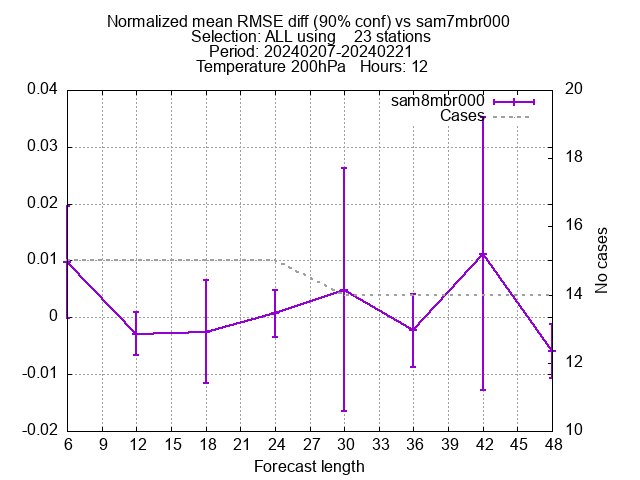 Normalized mean RMSE diff (90% conf) vs sam7mbr000
Selection: ALL using    23 stations
Period: 20240207-20240221
Temperature 200hPa   Hours: 12
sam8mbr000
Cases
0.04
0.03
0.02
0.01
0
-0.01
-0.02
20
18
16
14
12
10
No cases
6 9 12 15 18 21 24 27 30 33 36 39 42 45 48
Forecast length